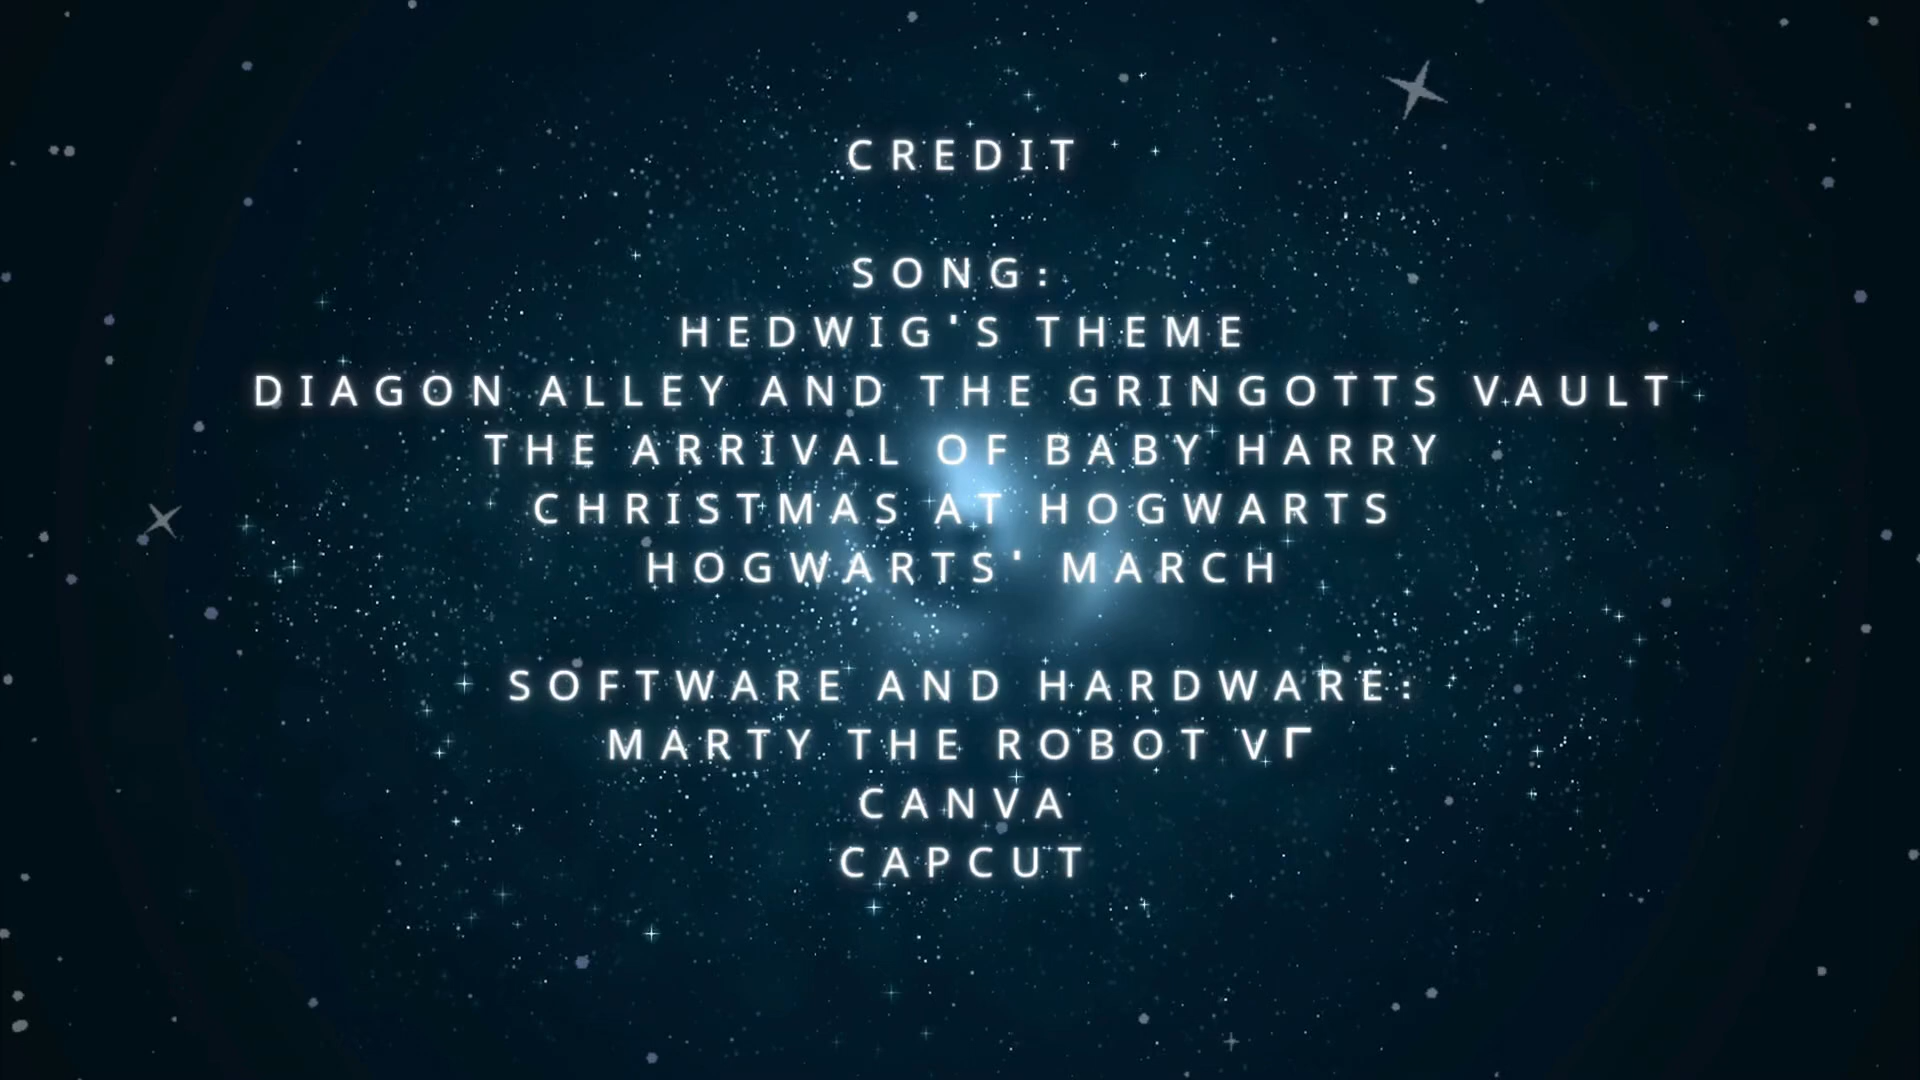 CREDIT
SONG:
HEDWIG'S THEME
DIAGON ALLEY AND THE GRINGOTTS VAULT
THE ARRIVAL OF BABY HARRY
CHRISTMAS AT HOGWARTS
HOGWARTS' MARCH
SOFTWARE AND HARDWARE:
MARTY THE ROBOT VΓ
CANVA
CAPCUT